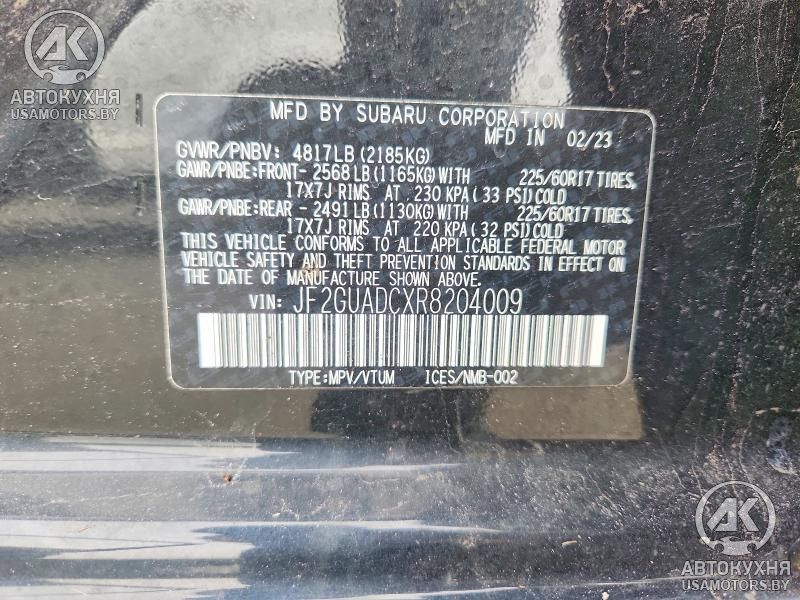 AK
АВТОКУХНЯ
USAMOTORS.BY
MFD BY SUBARU CORPORATION
MFD IN 02/23
GVWR/PNBV: 4817LB (2185KG)
GAWR/PNBE:FRONT- 2568LB(1165KG)WITH 225/60R17 TIRES,
17X7J RIMS AT 230 KPA (33 PSI)COLD
GAWR/PNBE:REAR - 2491LB(1130KG)WITH 225/60R17 TIRES,
17X7J RIMS AT 220 KPA (32 PSI)COLD
THIS VEHICLE CONFORMS TO ALL APPLICABLE FEDERAL MOTOR
VEHICLE SAFETY AND THEFT PREVENTION STANDARDS IN EFFECT ON
THE DATE OF MANUFACTURE SHOWN ABOVE.
VIN: JF2GUADCXR8204009
TYPE:MPV/VTUM ICES/NMB-002
AK
АВТОКУХНЯ
USAMOTORS.BY